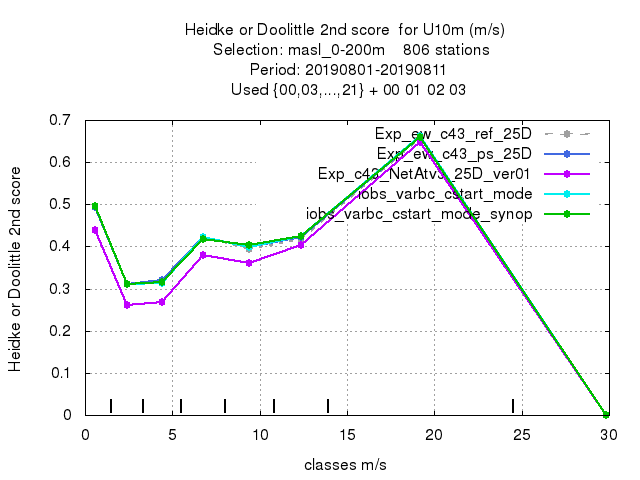 Heidke or Doolittle 2nd score  for U10m (m/s)
Selection: masl_0-200m    806 stations
Period: 20190801-20190811
Used {00,03,...,21} + 00 01 02 03
Heidke or Doolittle 2nd score
0.7
0.6
0.5
0.4
0.3
0.2
0.1
0
Exp_ew_c43_ref_25D
Exp_ew_c43_ps_25D
iobs_varbc_cstart_mode
iobs_varbc_cstart_mode_synop
0 5 10 15 20 25 30
classes m/s